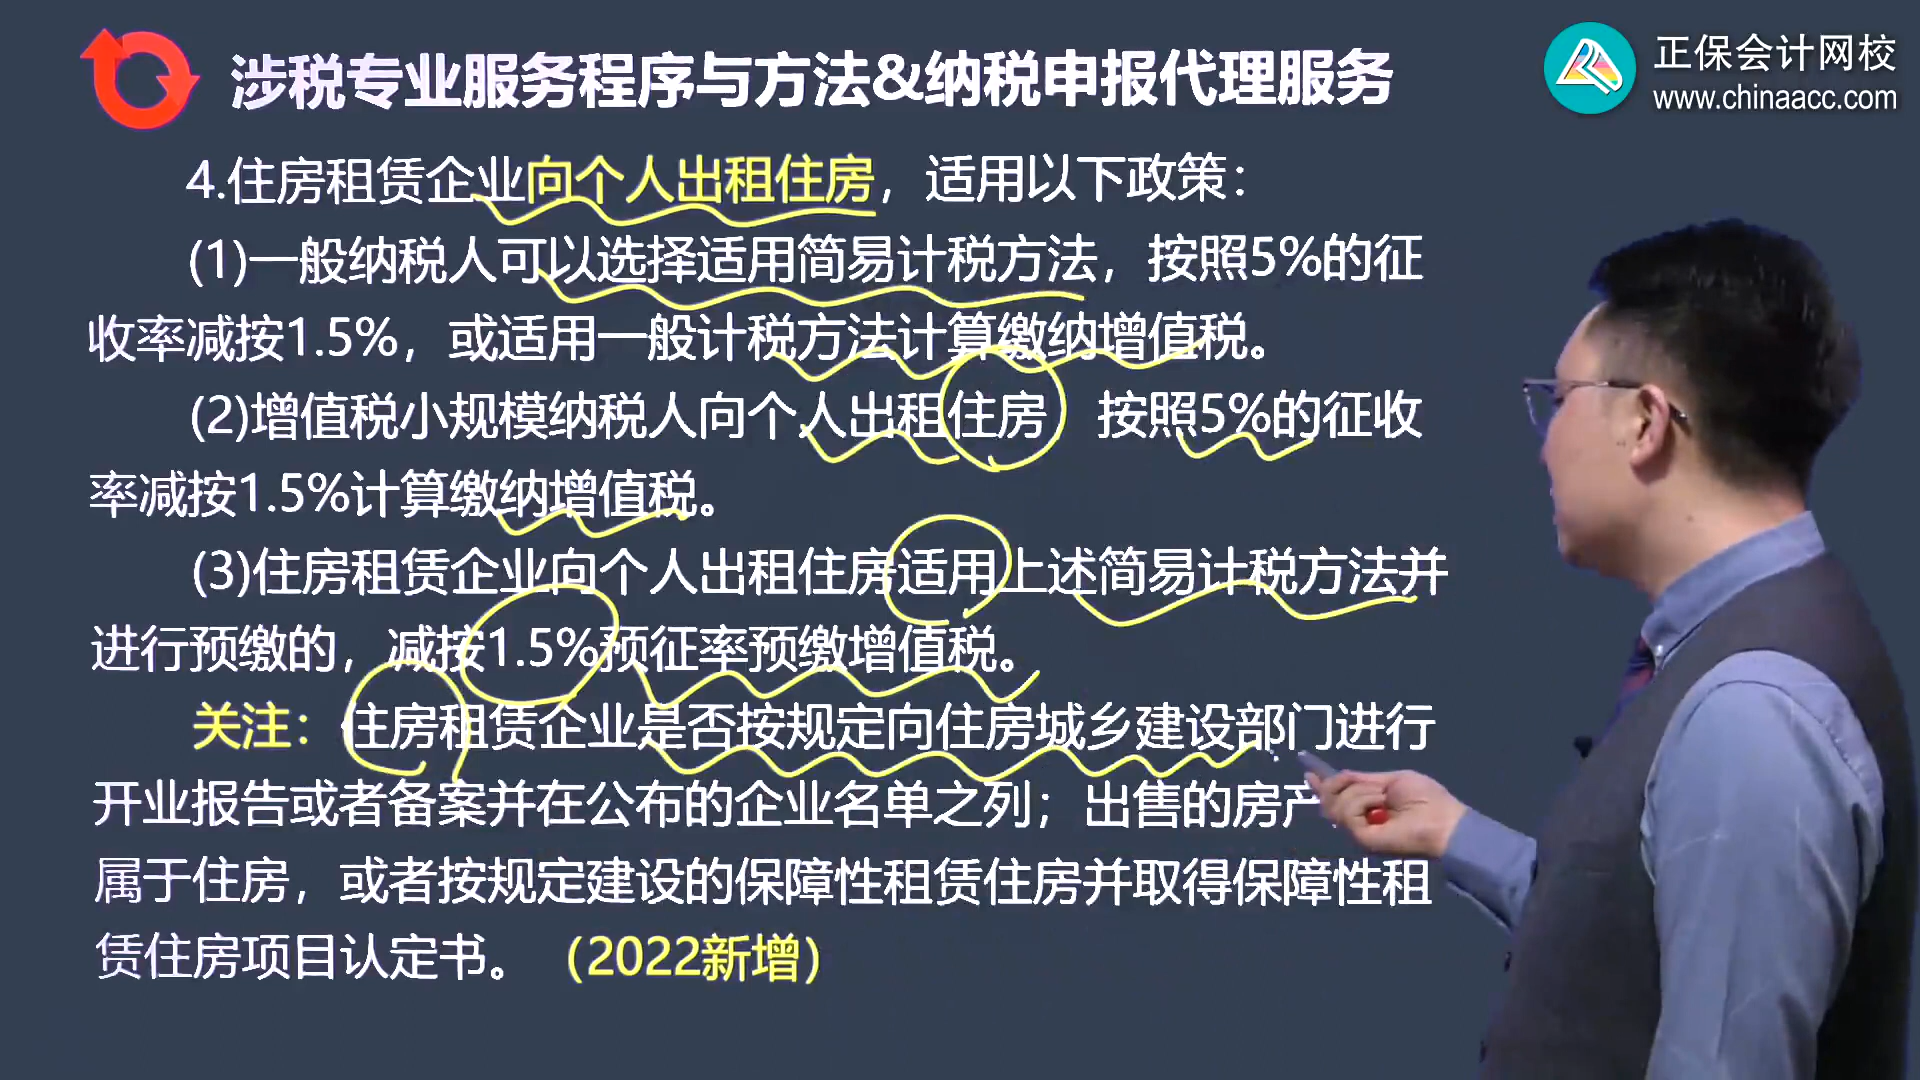 涉税专业服务程序与方法&纳税申报代理服务
正保会计网校
www.chinaacc.com
4.住房租赁企业向个人出租住房，适用以下政策：
(1)一般纳税人可以选择适用简易计税方法，按照5%的征
收率减按1.5%，或适用一般计税方法计算缴纳增值税。
(2)增值税小规模纳税人向个人出租住房 按照5%的征收
率减按1.5%计算缴纳增值税。
(3)住房租赁企业向个人出租住房适用上述简易计税方法并
进行预缴的，减按1.5%预征率预缴增值税。
关注：住房租赁企业是否按规定向住房城乡建设部门进行
开业报告或者备案并在公布的企业名单之列；出售的房产
属于住房，或者按规定建设的保障性租赁住房并取得保障性租
赁住房项目认定书。（2022新增）